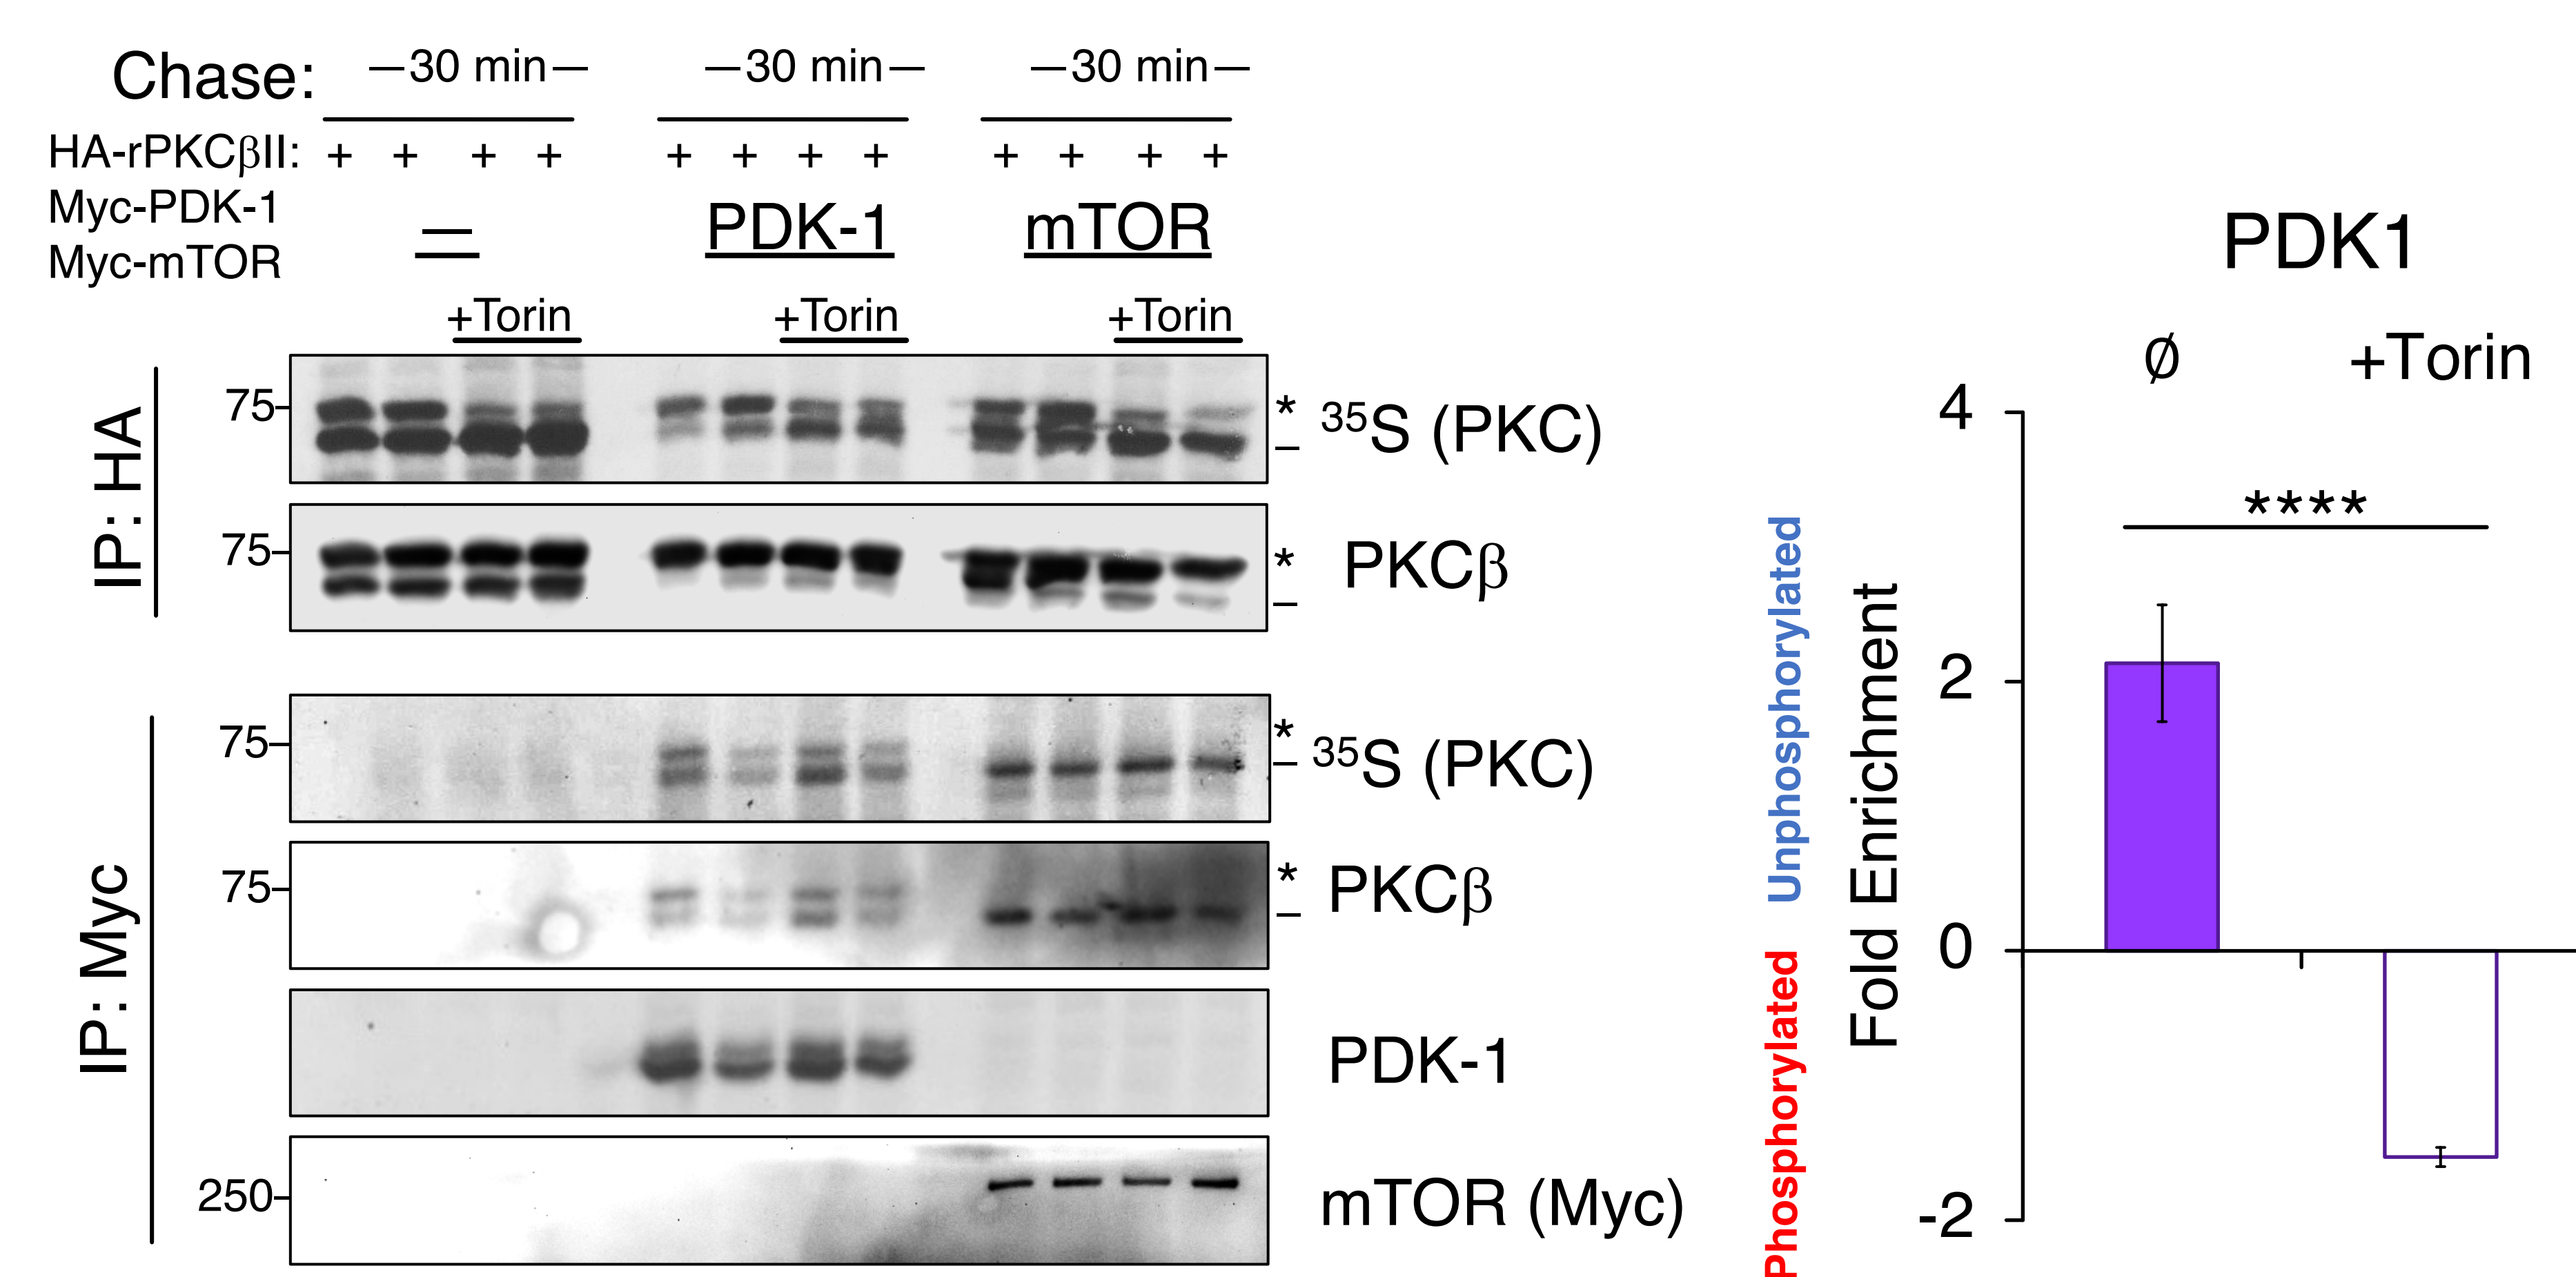 Chase: —30 min— —30 min— —30 min—
HA-rPKCβII: + + + + + + + + + + + +
Myc-PDK-1
Myc-mTOR
— PDK-1 mTOR
+Torin +Torin +Torin
IP: HA
75 * ³⁵S (PKC)
–
75 * PKCβ
–
IP: Myc
75 * ³⁵S (PKC)
–
75 * PKCβ
–
PDK-1
250 mTOR (Myc)
PDK1
Ø +Torin
****
Unphosphorylated
Phosphorylated
Fold Enrichment
4
2
0
-2